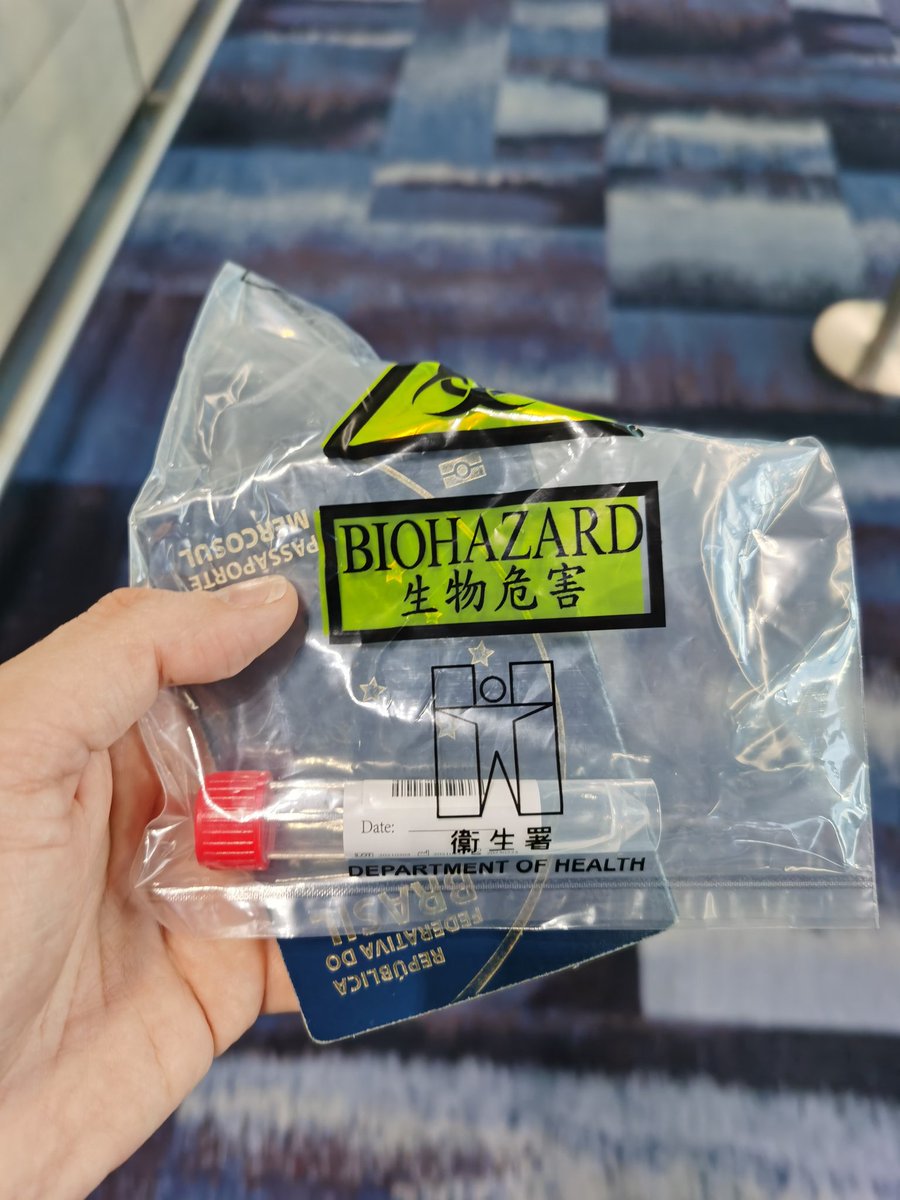 BIOHAZARD
生物危害
Date:
衞生署
DEPARTMENT OF HEALTH
PASSAPORTE
MERCOSUL
BRASIL
FEDERATIVA DO
REPÚBLICA